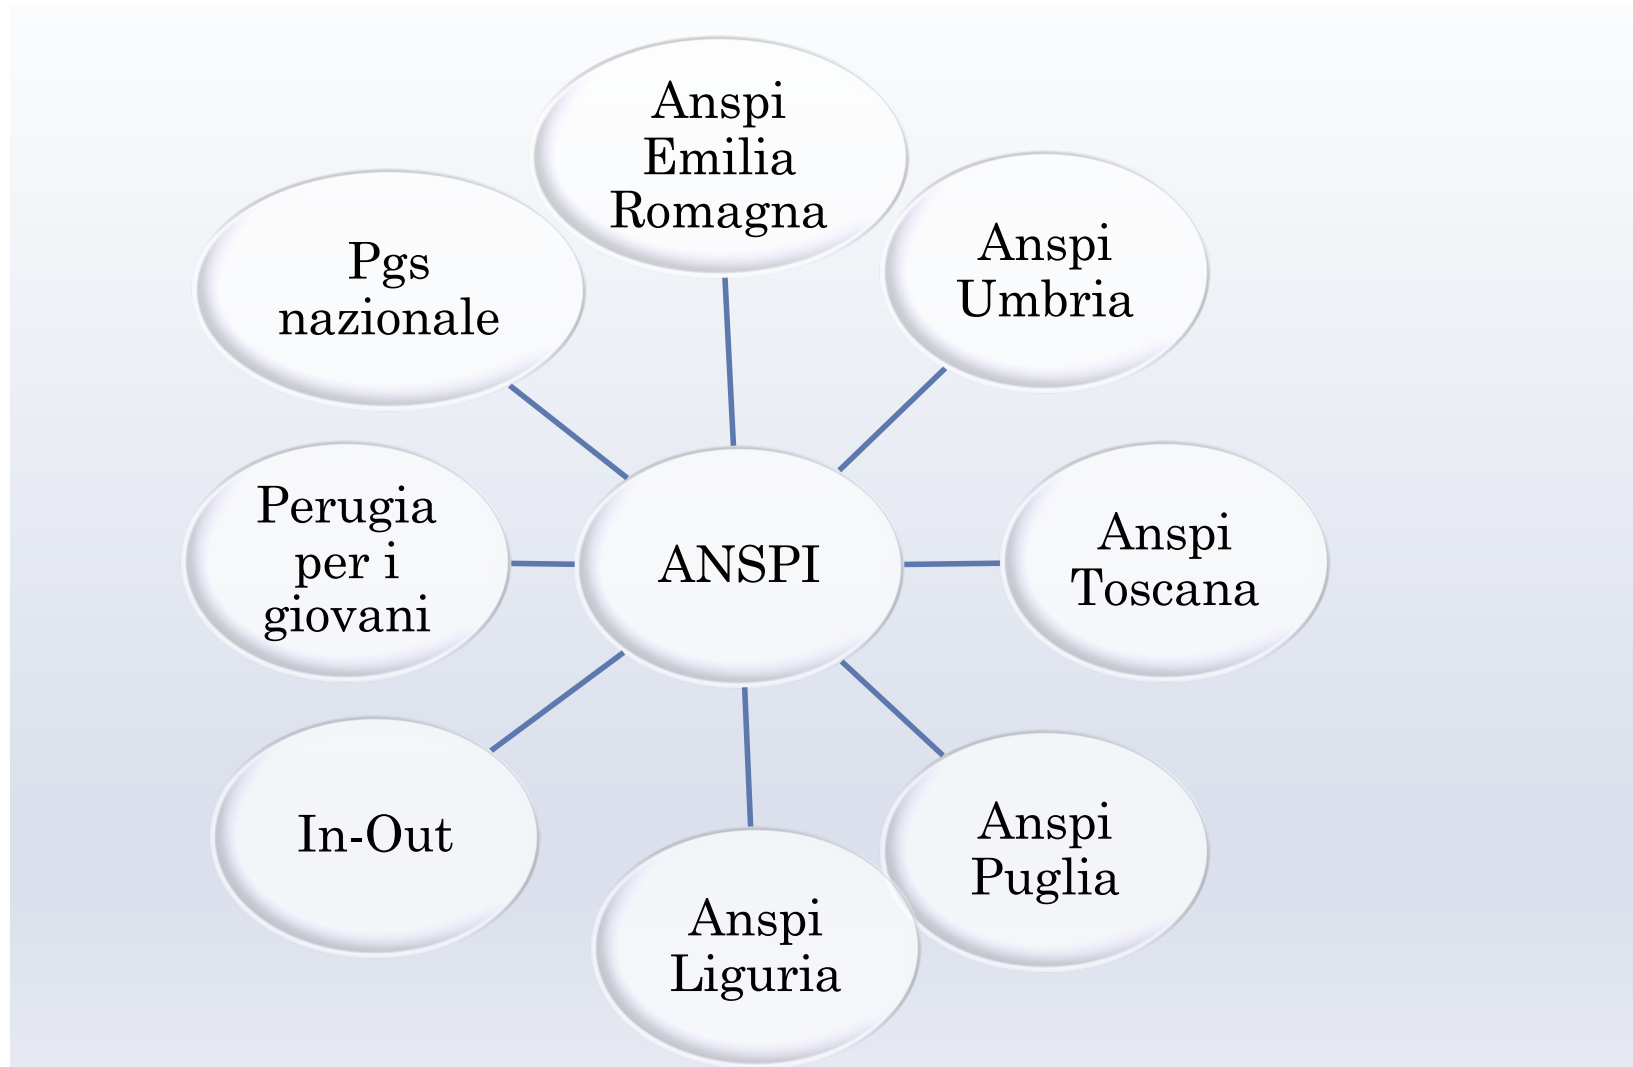 Anspi
Emilia
Romagna
Anspi
Umbria
Pgs
nazionale
Perugia
per i
giovani
ANSPI
Anspi
Toscana
In-Out
Anspi
Puglia
Anspi
Liguria